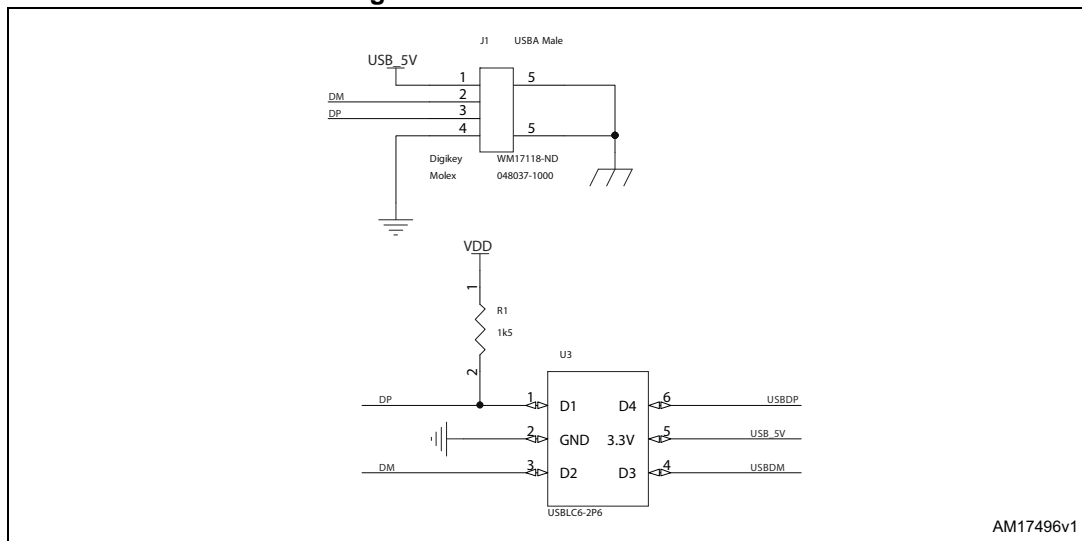 g
J1 USBA Male
USB_5V
1 5
DM 2
DP 3
4 5
Digikey WM17118-ND
Molex 048037-1000
VDD
1
R1
1k5
2
U3
DP 1 D1 D4 6 USBDP
2 GND 3.3V 5 USB_5V
DM 3 D2 D3 4 USBDM
USBLC6-2P6
AM17496v1